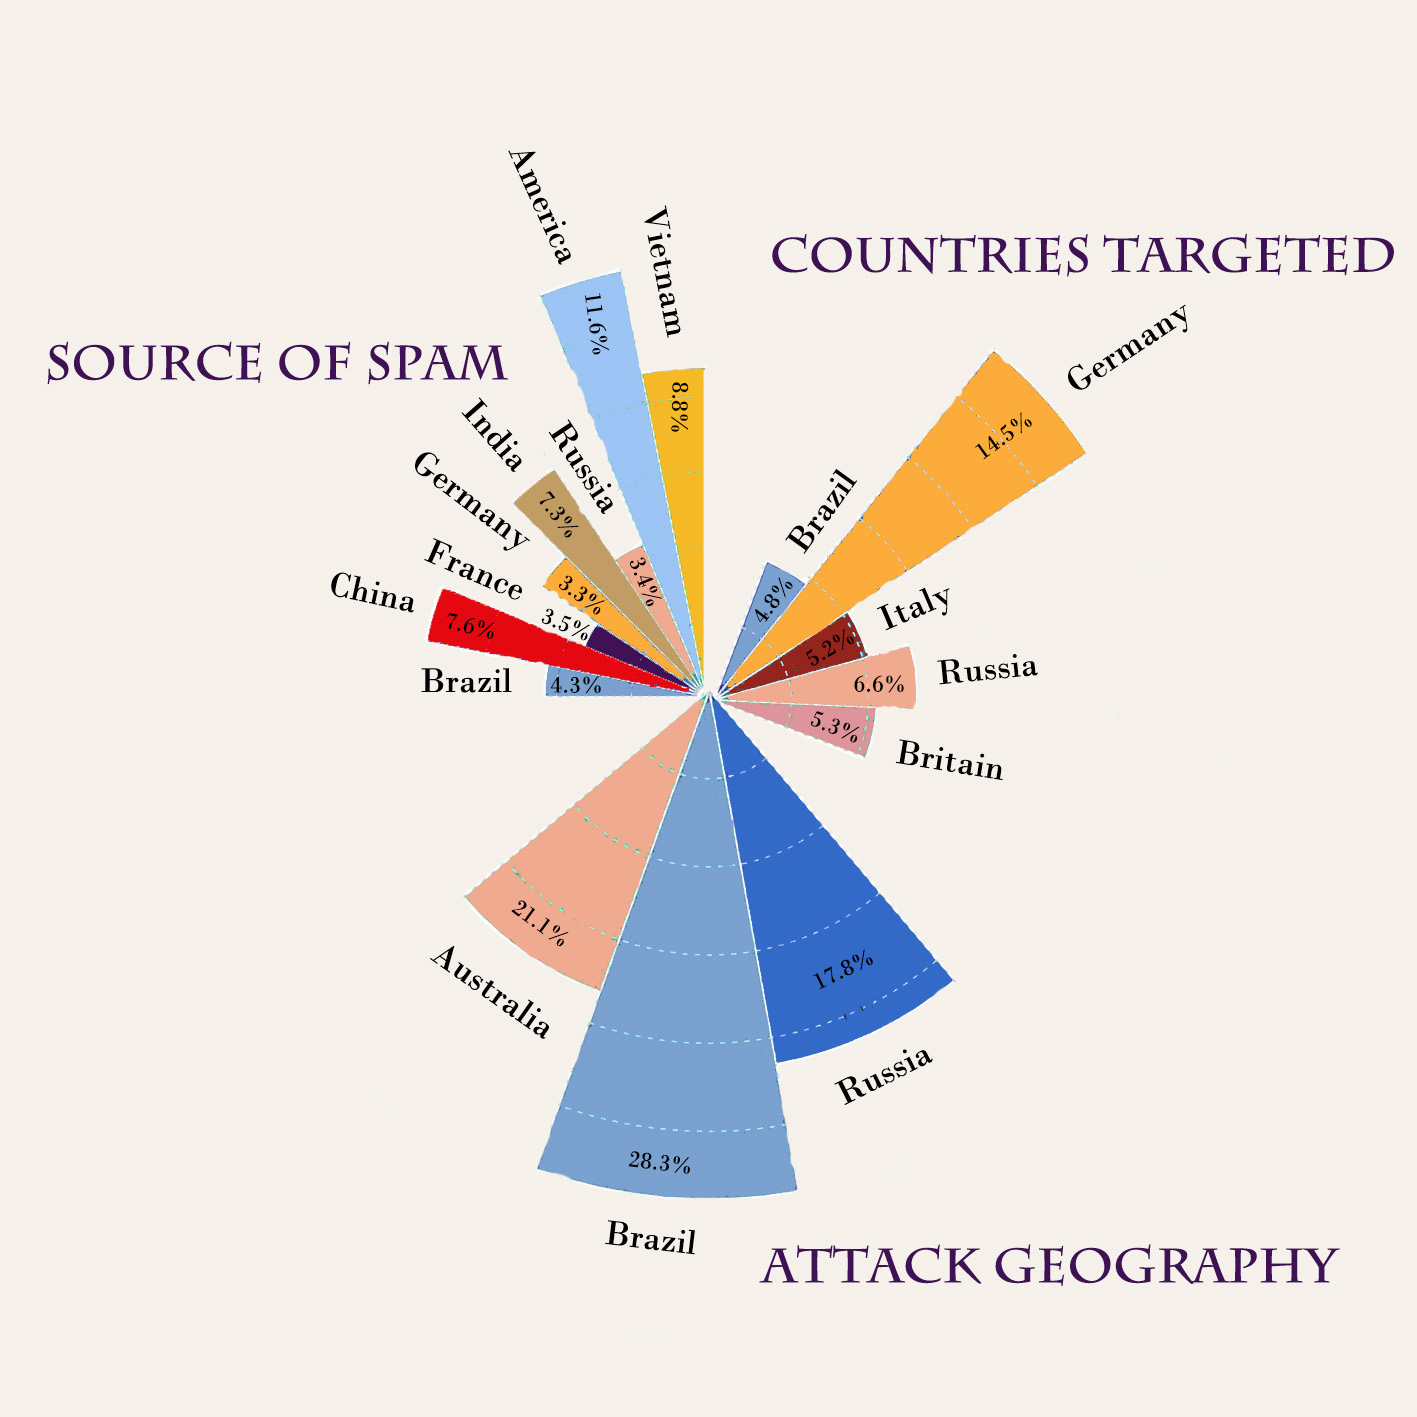 COUNTRIES TARGETED
Germany
14.5%
Brazil
4.8%
Italy
5.2%
Russia
6.6%
Britain
5.3%
SOURCE OF SPAM
Vietnam
8.8%
America
11.6%
Russia
3.4%
India
7.3%
Germany
3.3%
France
3.5%
China
7.6%
Brazil
4.3%
ATTACK GEOGRAPHY
Australia
21.1%
Brazil
28.3%
Russia
17.8%